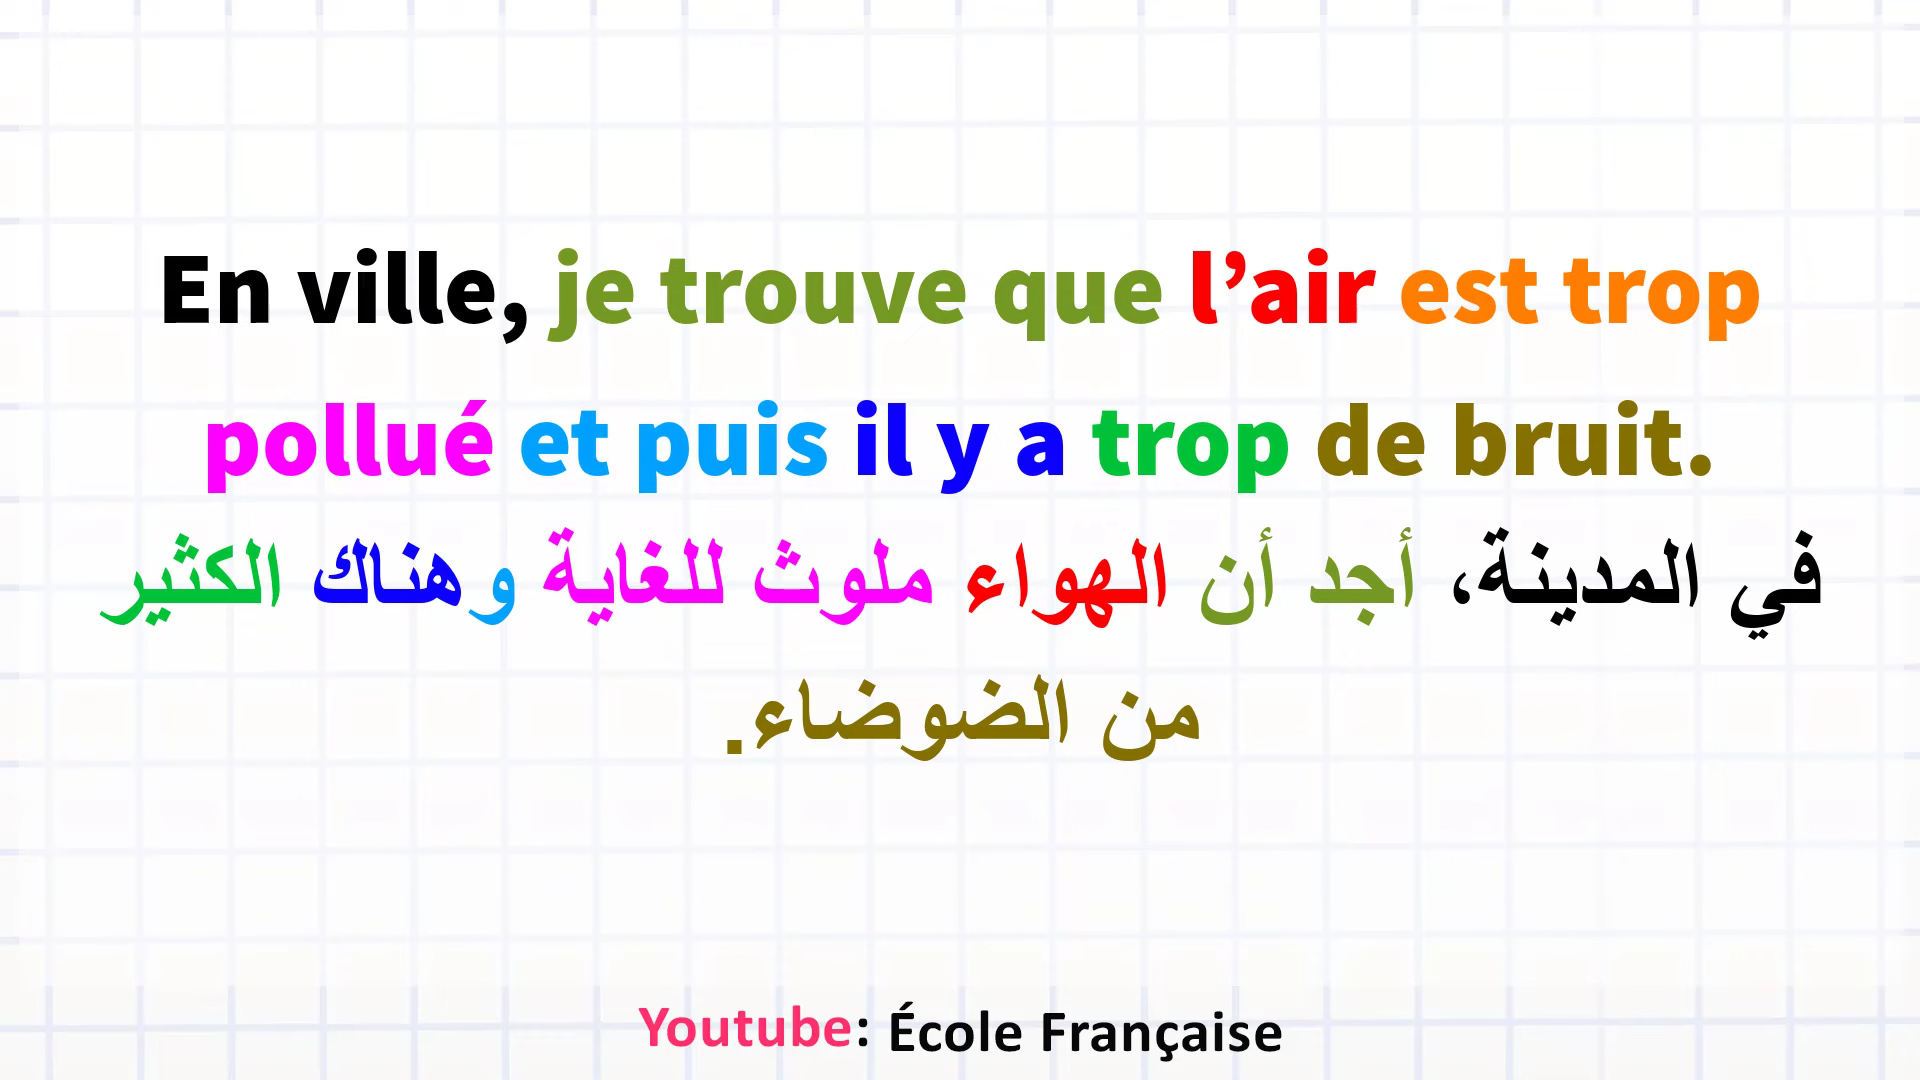 En ville, je trouve que l’air est trop
pollué et puis il y a trop de bruit.
في المدينة، أجد أن الهواء ملوث للغاية وهناك الكثير
من الضوضاء.
Youtube: École Française